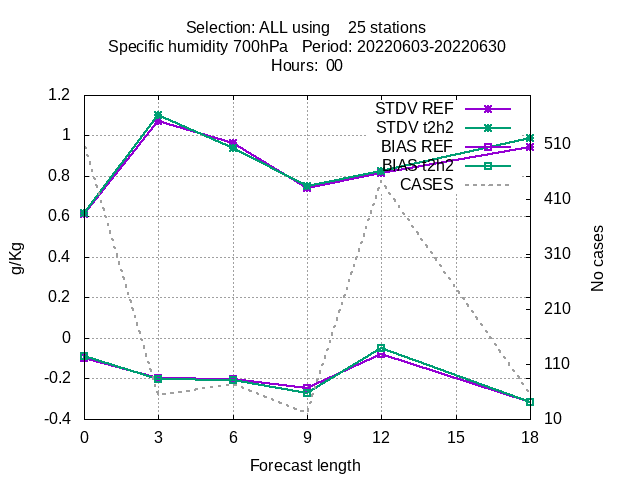 Selection: ALL using    25 stations
Specific humidity 700hPa   Period: 20220603-20220630
Hours:  00
1.2
1
0.8
0.6
0.4
0.2
0
-0.2
-0.4
g/Kg
STDV REF
STDV t2h2
BIAS REF
BIAS t2h2
CASES
510
410
310
210
110
10
No cases
0 3 6 9 12 15 18
Forecast length